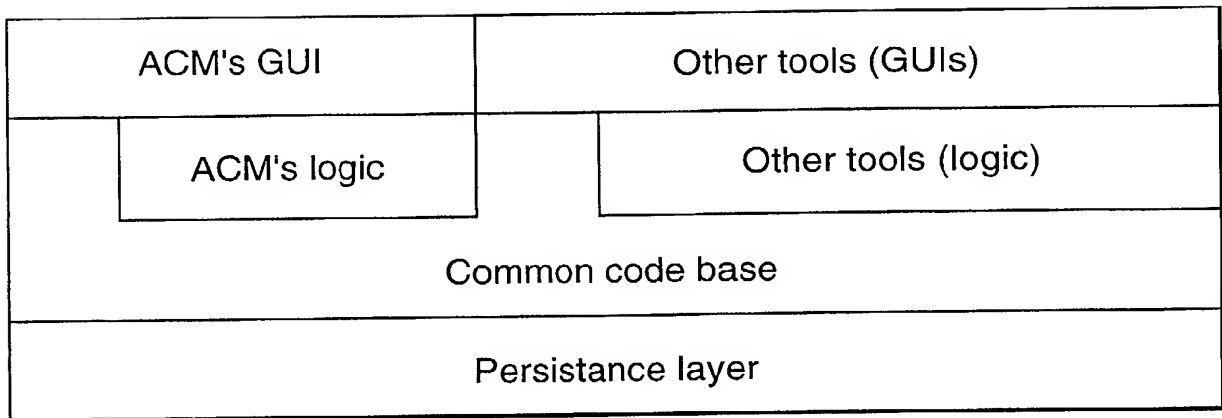 ACM's GUI
Other tools (GUIs)
ACM's logic
Other tools (logic)
Common code base
Persistance layer